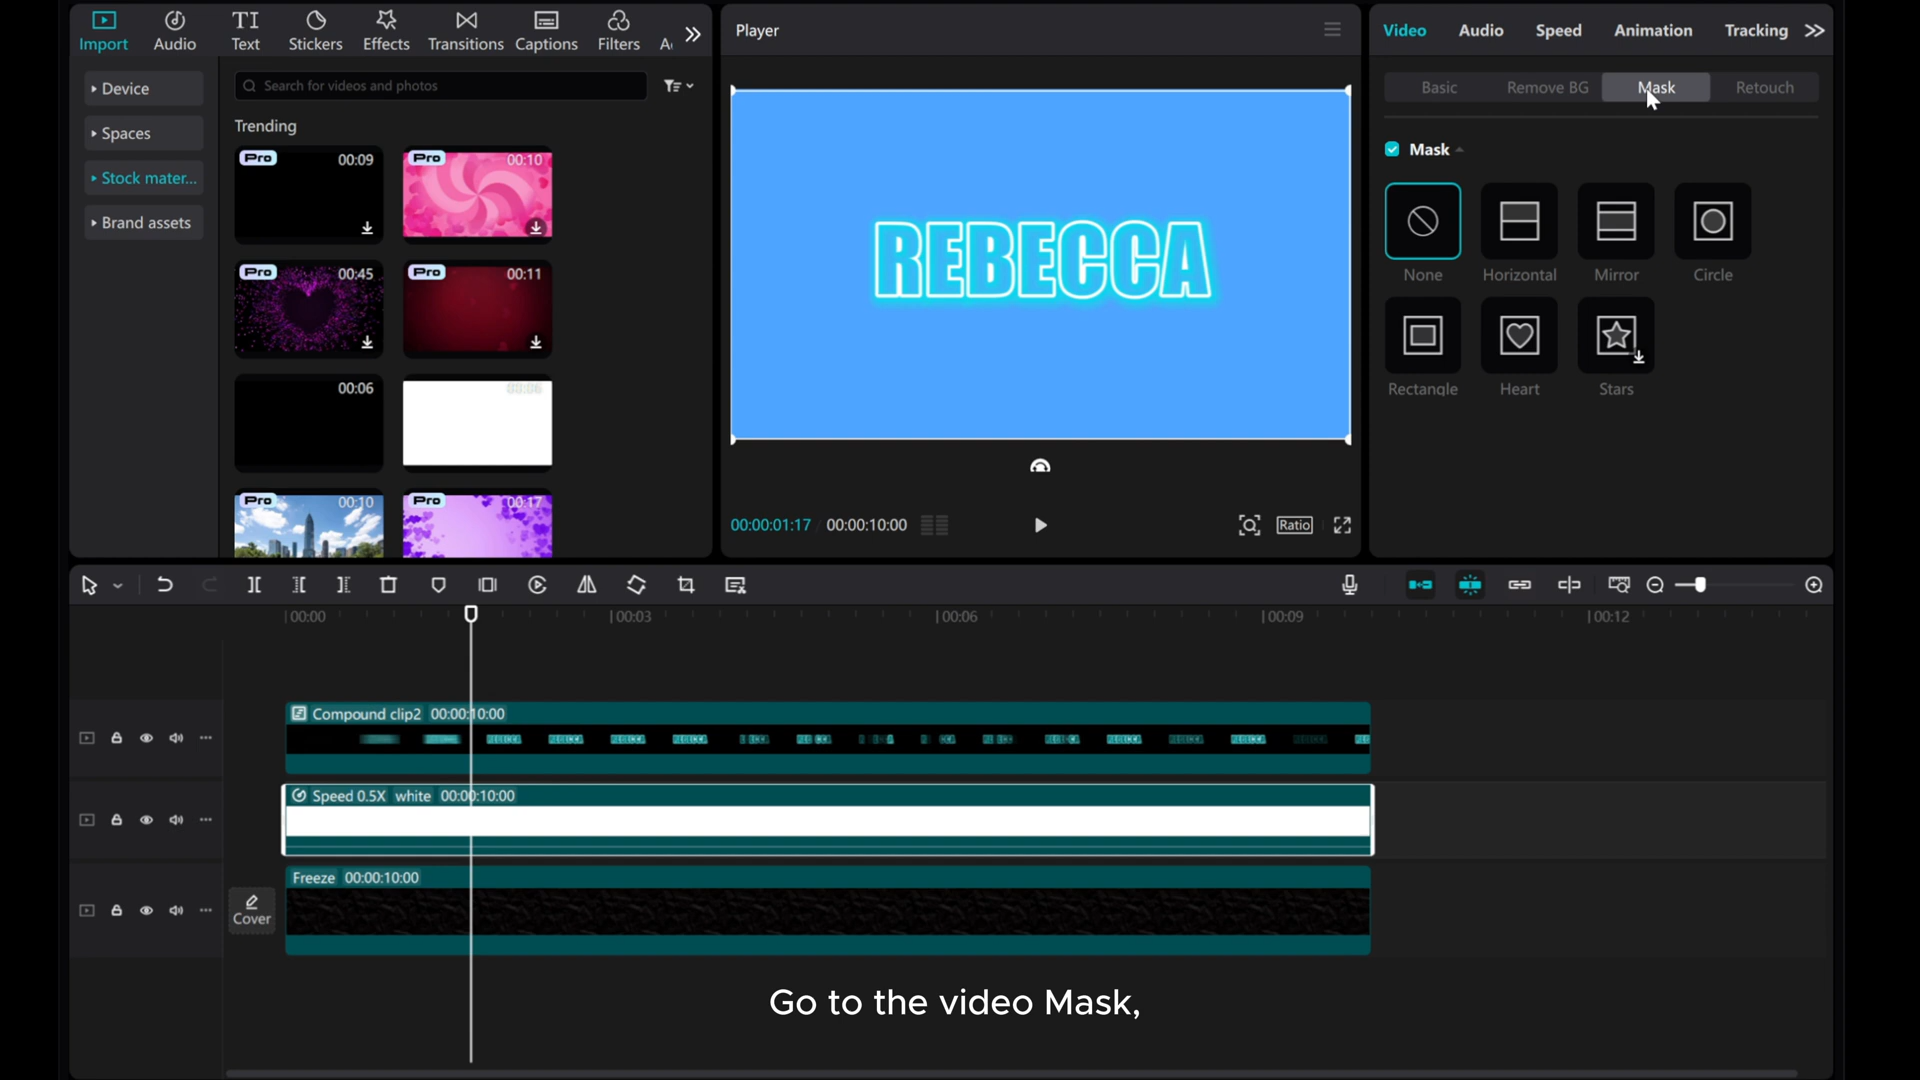 Import
Audio
Text
Stickers
Effects
Transitions
Captions
Filters
Player
Video
Audio
Speed
Animation
Tracking
Device
Spaces
Stock mater...
Brand assets
Search for videos and photos
Trending
Pro 00:09
Pro 00:10
Pro 00:45
Pro 00:11
00:06
00:06
Pro 00:10
Pro 00:17
REBECCA
00:00:01:17 00:00:10:00
Ratio
Basic
Remove BG
Mask
Retouch
Mask
None
Horizontal
Mirror
Circle
Rectangle
Heart
Stars
00:00
00:03
00:06
00:09
00:12
Compound clip2 00:00:10:00
Speed 0.5X white 00:00:10:00
Freeze 00:00:10:00
Cover
Go to the video Mask,